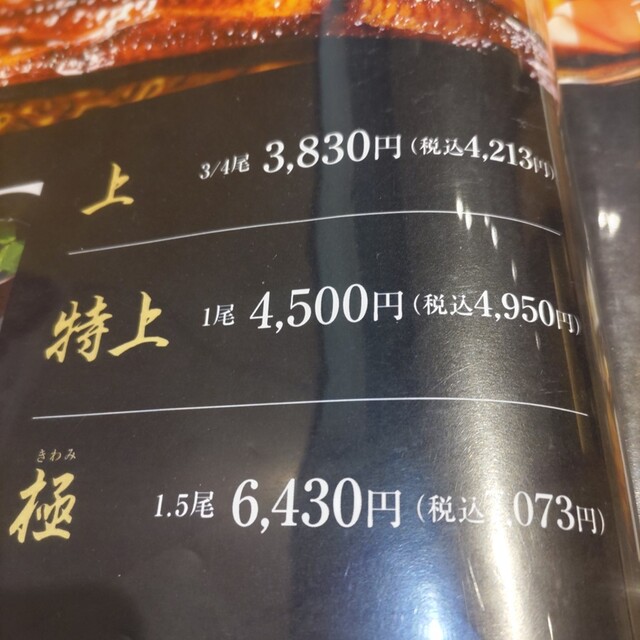 上 3/4尾 3,830円(税込4,213円)
特上 1尾 4,500円(税込4,950円)
きわみ
極 1.5尾 6,430円(税込7,073円)